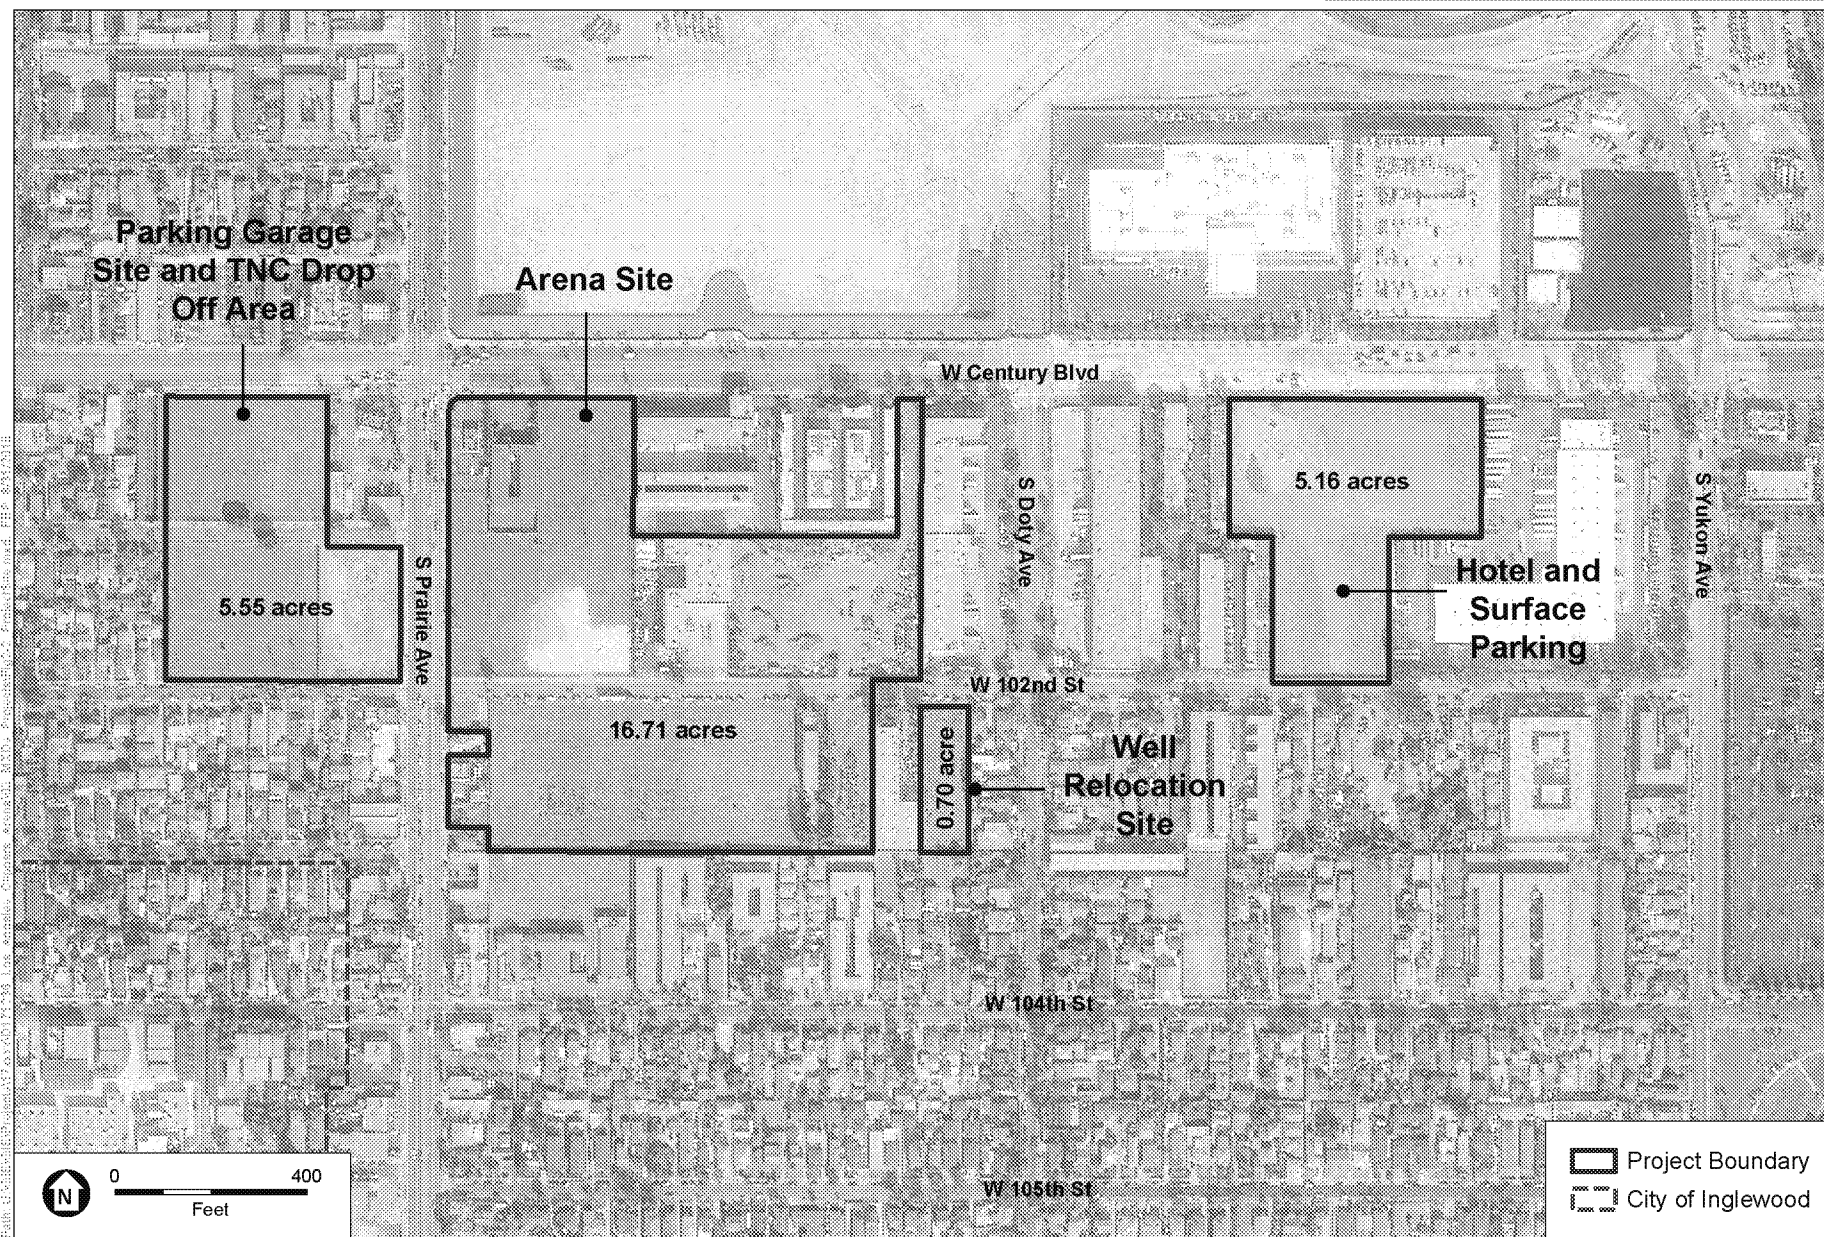 Parking Garage
Site and TNC Drop
Off Area
Arena Site
W Century Blvd
S Prairie Ave
S Doty Ave
S Yukon Ave
5.55 acres
5.16 acres
Hotel and
Surface
Parking
W 102nd St
16.71 acres
0.70 acre
Well
Relocation
Site
W 104th St
W 105th St
N
0 400
Feet
Project Boundary
City of Inglewood